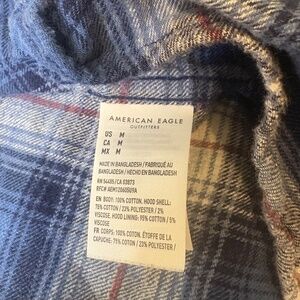 AMERICAN EAGLE
OUTFITTERS
US M
CA M
MX M
MADE IN BANGLADESH / FABRIQUÉ AU
BANGLADESH / HECHO EN BANGLADESH
RN 54485/CA 03873
EN BODY: 100% COTTON, HOOD SHELL:
75% COTTON / 23% POLYESTER / 2%
VISCOSE, HOOD LINING: 95% COTTON / 5%
VISCOSE
FR CORPS: 100% COTON, ÉTOFFE DE LA
CAPUCHE: 75% COTON / 23% POLYESTER /